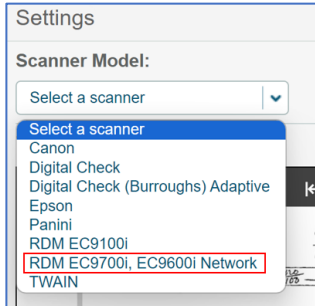 Settings
Scanner Model:
Select a scanner
Select a scanner
Canon
Digital Check
Digital Check (Burroughs) Adaptive
Epson
Panini
RDM EC9100i
RDM EC9700i, EC9600i Network
TWAIN